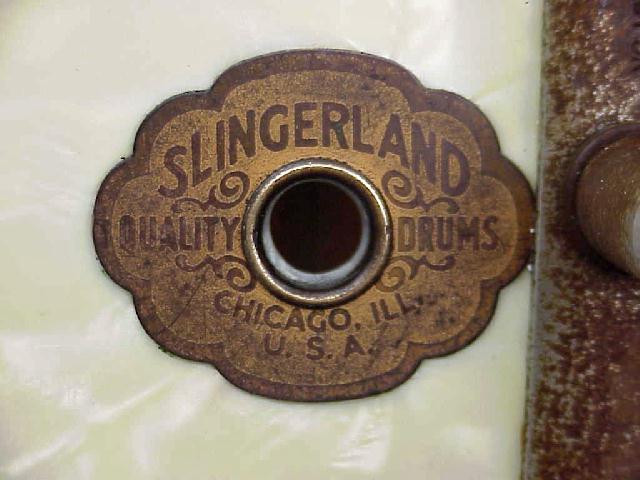 SLINGERLAND
QUALITY DRUMS
CHICAGO, ILL.
U. S. A.